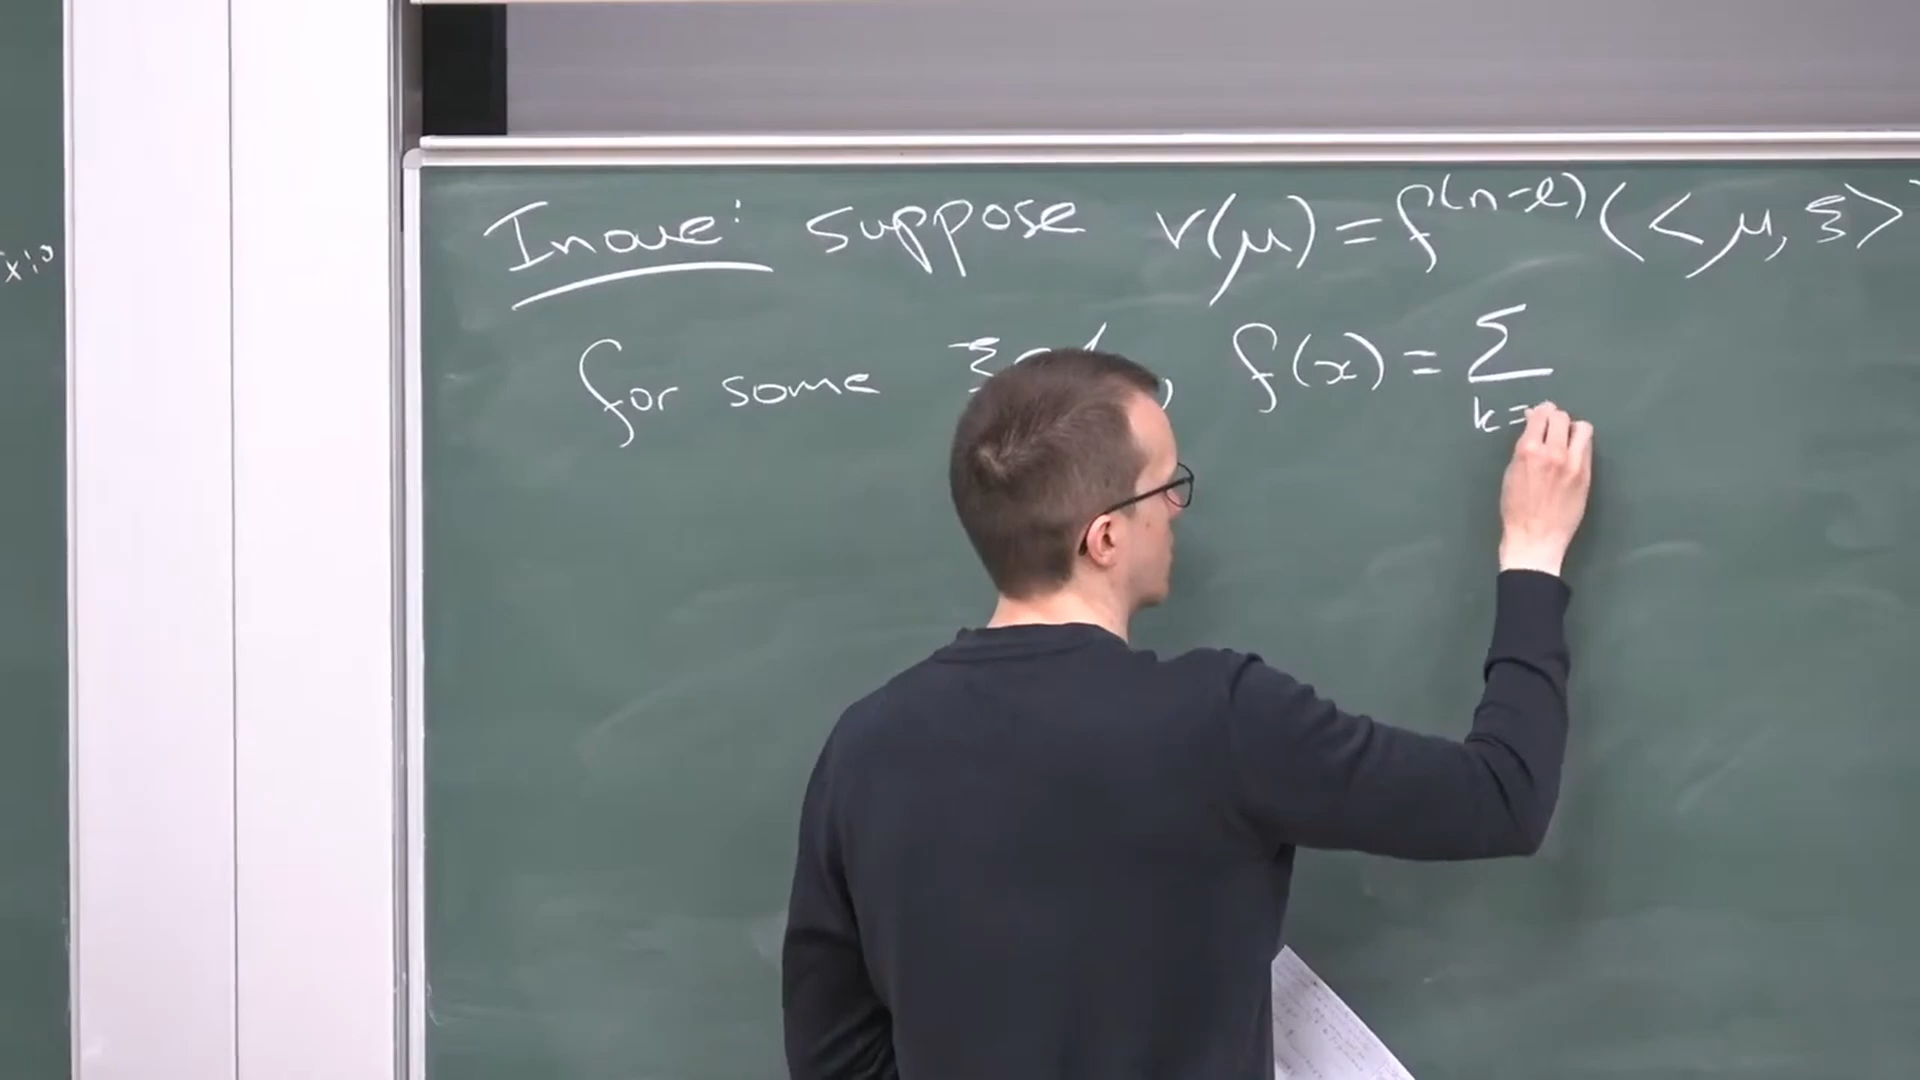 Inoue: suppose v(μ) = f^(n-ℓ)(<μ, ξ>
for some ξ , f(x) = Σ
k=